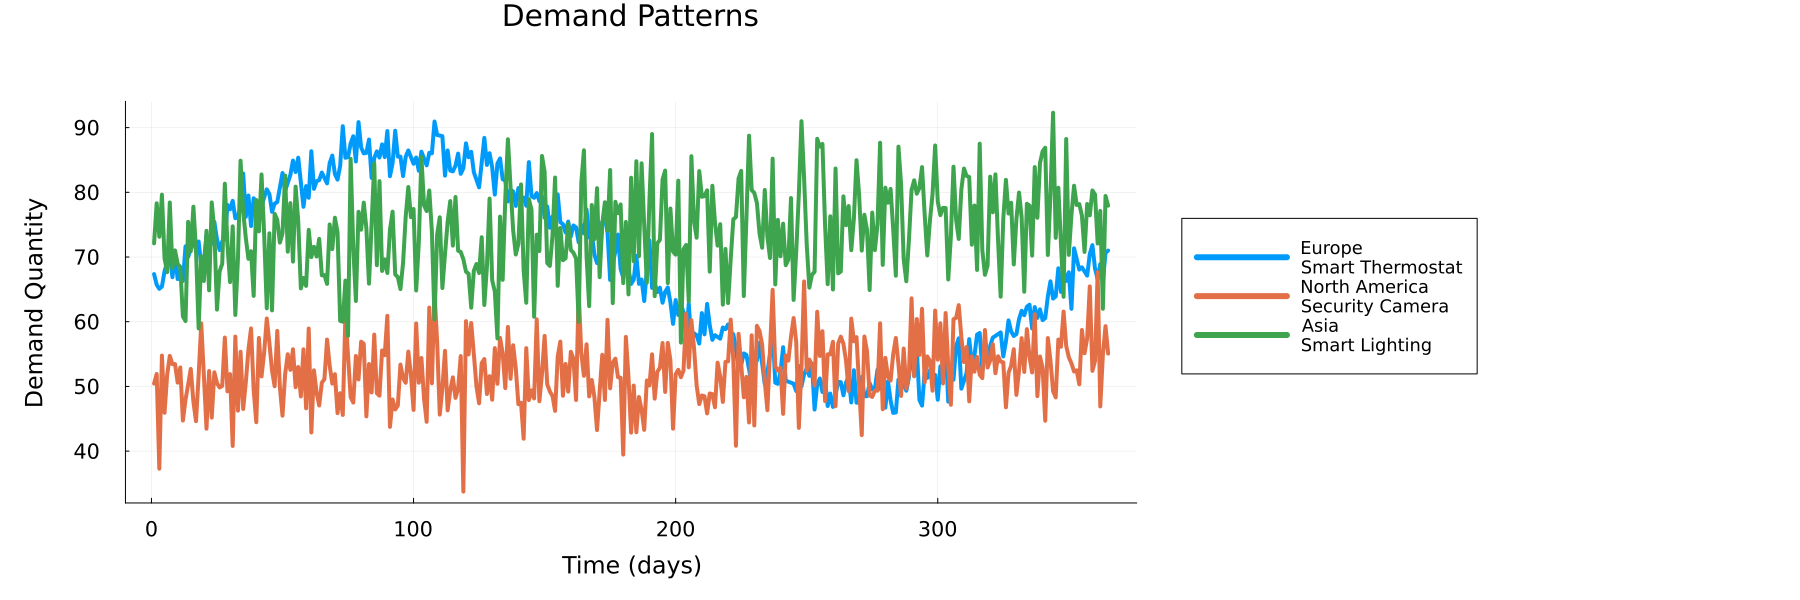 Demand Patterns
Demand Quantity
90
80
70
60
50
40
0 100 200 300
Time (days)
Europe
Smart Thermostat
North America
Security Camera
Asia
Smart Lighting